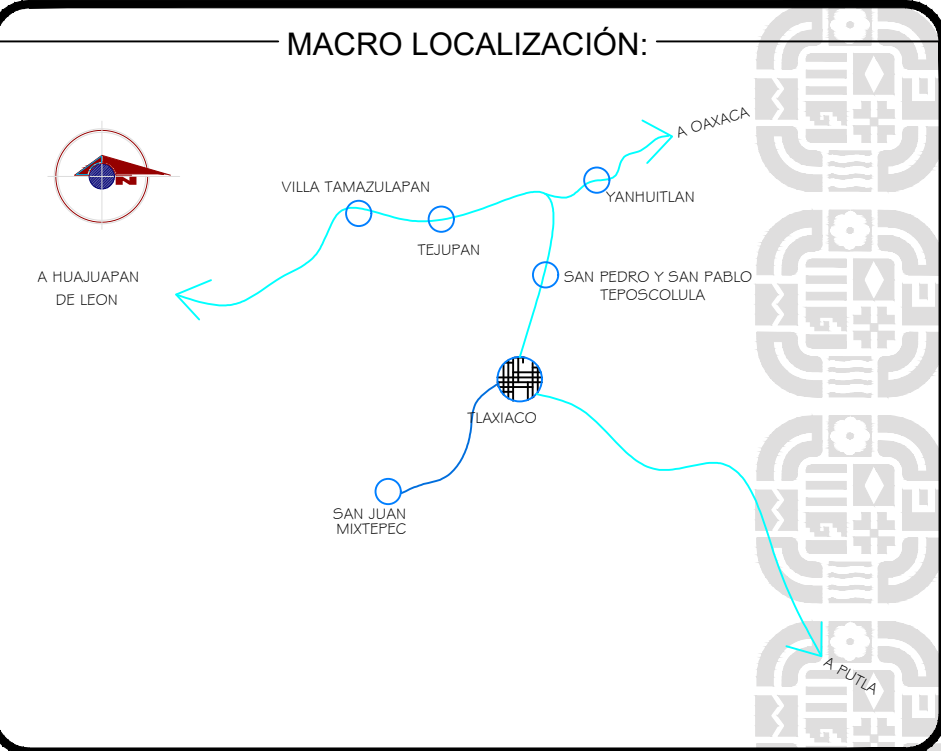 MACRO LOCALIZACIÓN:
A OAXACA
N
VILLA TAMAZULAPAN
YANHUITLAN
TEJUPAN
A HUAJUAPAN
DE LEON
SAN PEDRO Y SAN PABLO
TEPOSCOLULA
TLAXIACO
SAN JUAN
MIXTEPEC
A PUTLA